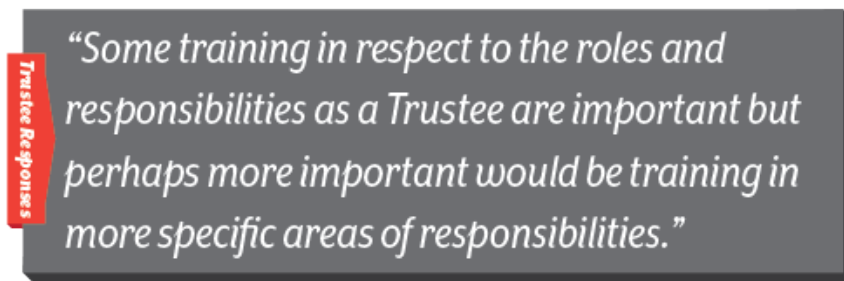 Trustee Responses
“Some training in respect to the roles and
responsibilities as a Trustee are important but
perhaps more important would be training in
more specific areas of responsibilities.”